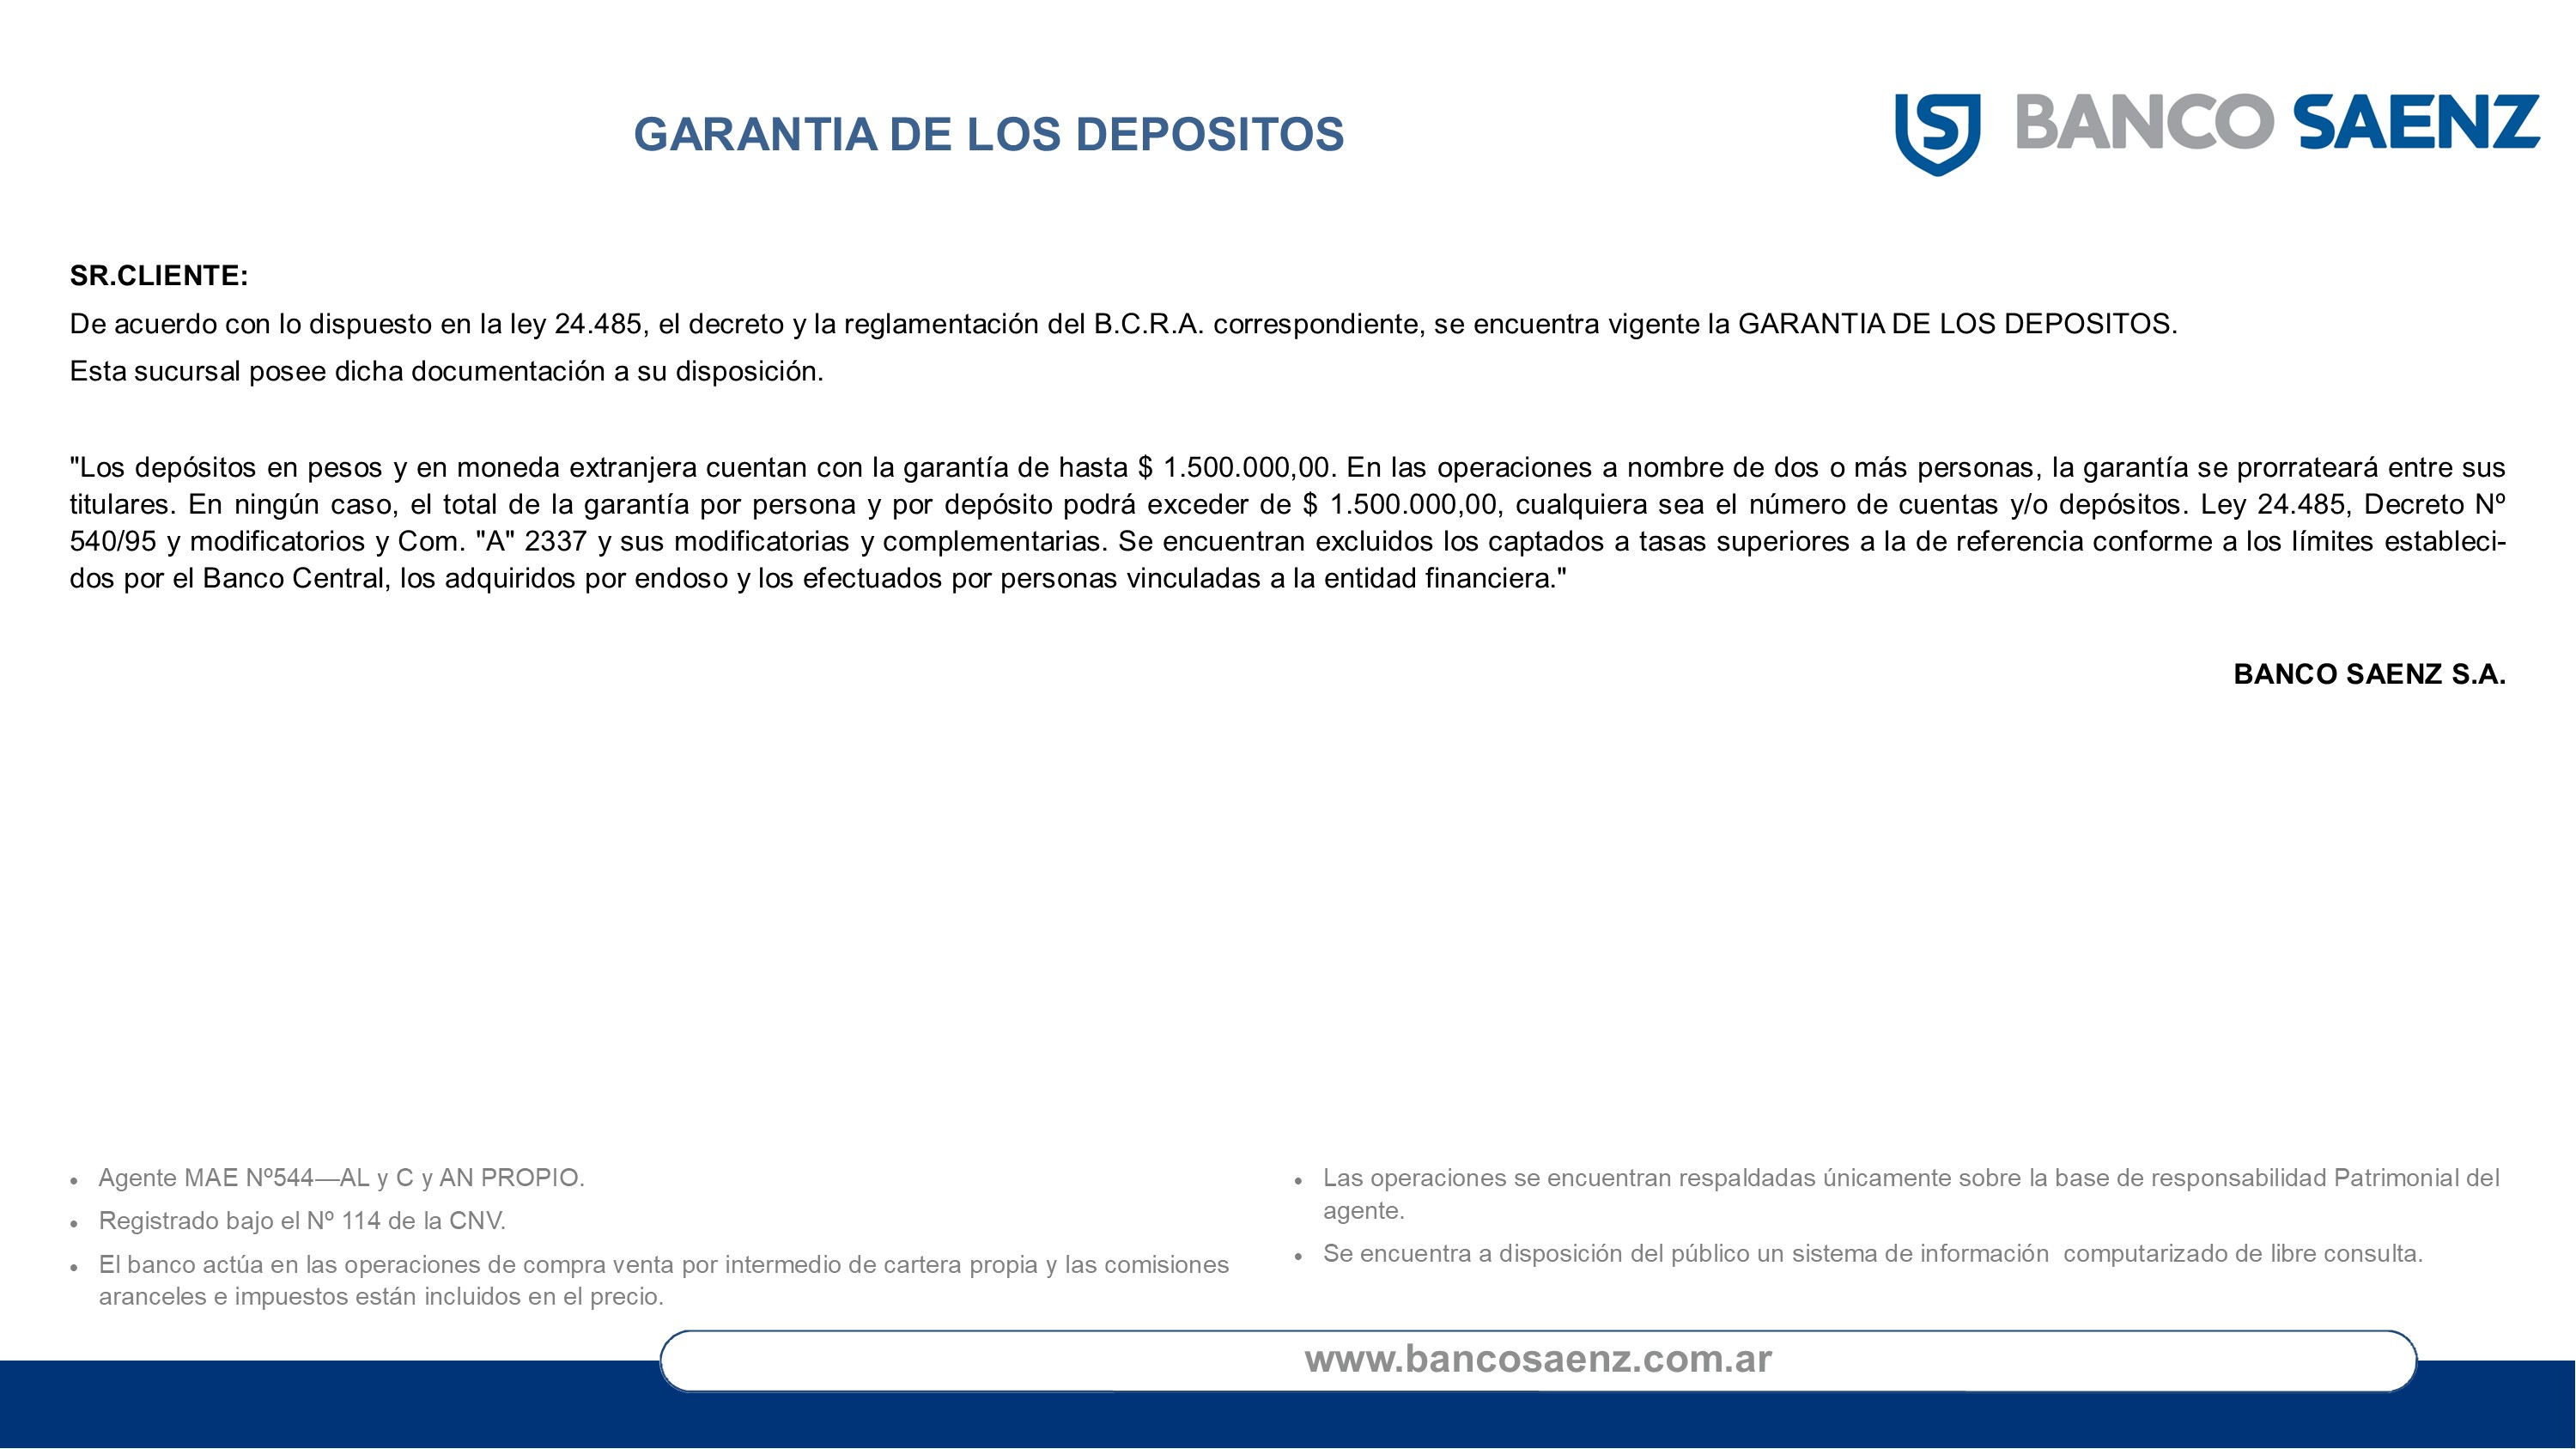 GARANTIA DE LOS DEPOSITOS
BANCO SAENZ
SR.CLIENTE:
De acuerdo con lo dispuesto en la ley 24.485, el decreto y la reglamentación del B.C.R.A. correspondiente, se encuentra vigente la GARANTIA DE LOS DEPOSITOS.
Esta sucursal posee dicha documentación a su disposición.
"Los depósitos en pesos y en moneda extranjera cuentan con la garantía de hasta $ 1.500.000,00. En las operaciones a nombre de dos o más personas, la garantía se prorrateará entre sus
titulares. En ningún caso, el total de la garantía por persona y por depósito podrá exceder de $ 1.500.000,00, cualquiera sea el número de cuentas y/o depósitos. Ley 24.485, Decreto Nº
540/95 y modificatorios y Com. "A" 2337 y sus modificatorias y complementarias. Se encuentran excluidos los captados a tasas superiores a la de referencia conforme a los límites estableci-
dos por el Banco Central, los adquiridos por endoso y los efectuados por personas vinculadas a la entidad financiera."
BANCO SAENZ S.A.
• Agente MAE Nº544—AL y C y AN PROPIO.
• Registrado bajo el Nº 114 de la CNV.
• El banco actúa en las operaciones de compra venta por intermedio de cartera propia y las comisiones
aranceles e impuestos están incluidos en el precio.
• Las operaciones se encuentran respaldadas únicamente sobre la base de responsabilidad Patrimonial del
agente.
• Se encuentra a disposición del público un sistema de información  computarizado de libre consulta.
www.bancosaenz.com.ar